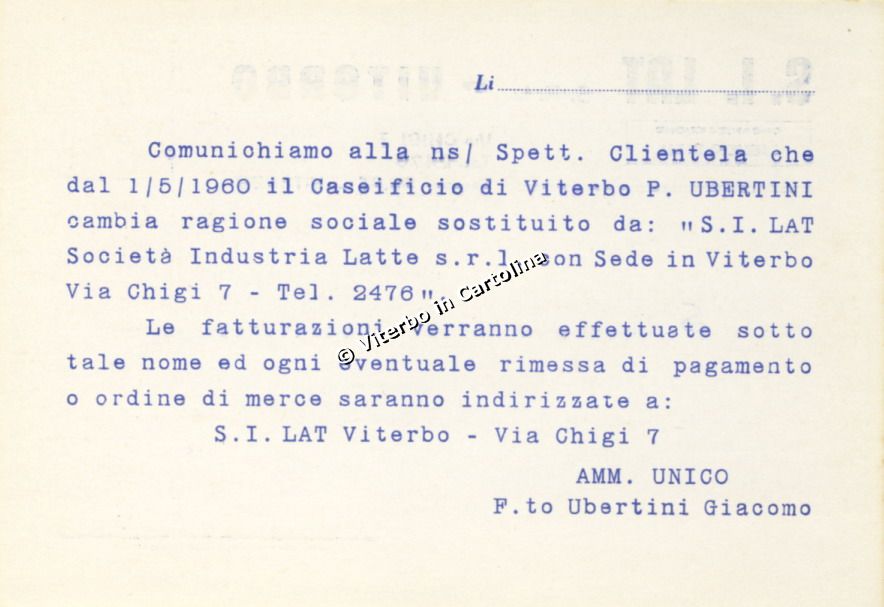 Li
Comunichiamo alla ns/ Spett. Clientela che
dal 1/5/1960 il Caseificio di Viterbo P. UBERTINI
cambia ragione sociale sostituito da: "S.I. LAT
Società Industria Latte s.r.l. con Sede in Viterbo
Via Chigi 7 - Tel. 2476".
Le fatturazioni verranno effettuate sotto
tale nome ed ogni eventuale rimessa di pagamento
o ordine di merce saranno indirizzate a:
S.I. LAT Viterbo - Via Chigi 7
AMM. UNICO
F.to Ubertini Giacomo
© Viterbo in Cartolina